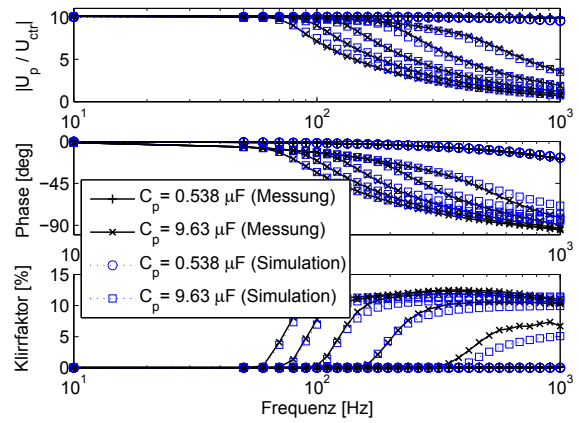 10
5
0
|U_p / U_ctr|
10^1 10^2 10^3
0
−45
−90
Phase [deg]
10^1 10^3
C_p = 0.538 μF (Messung)
C_p = 9.63 μF (Messung)
C_p = 0.538 μF (Simulation)
C_p = 9.63 μF (Simulation)
15
10
5
0
Klirrfaktor [%]
10^1 10^2 10^3
Frequenz [Hz]